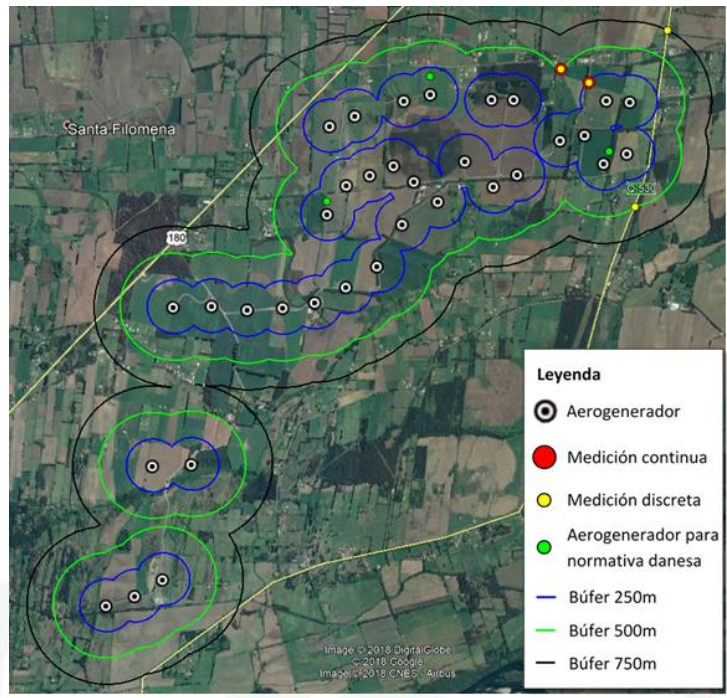 Santa Filomena
180
C 531
Leyenda
Aerogenerador
Medición continua
Medición discreta
Aerogenerador para
normativa danesa
Búfer 250m
Búfer 500m
Búfer 750m
Image © 2018 DigitalGlobe
© 2018 Google
Image © 2018 CNES / Airbus